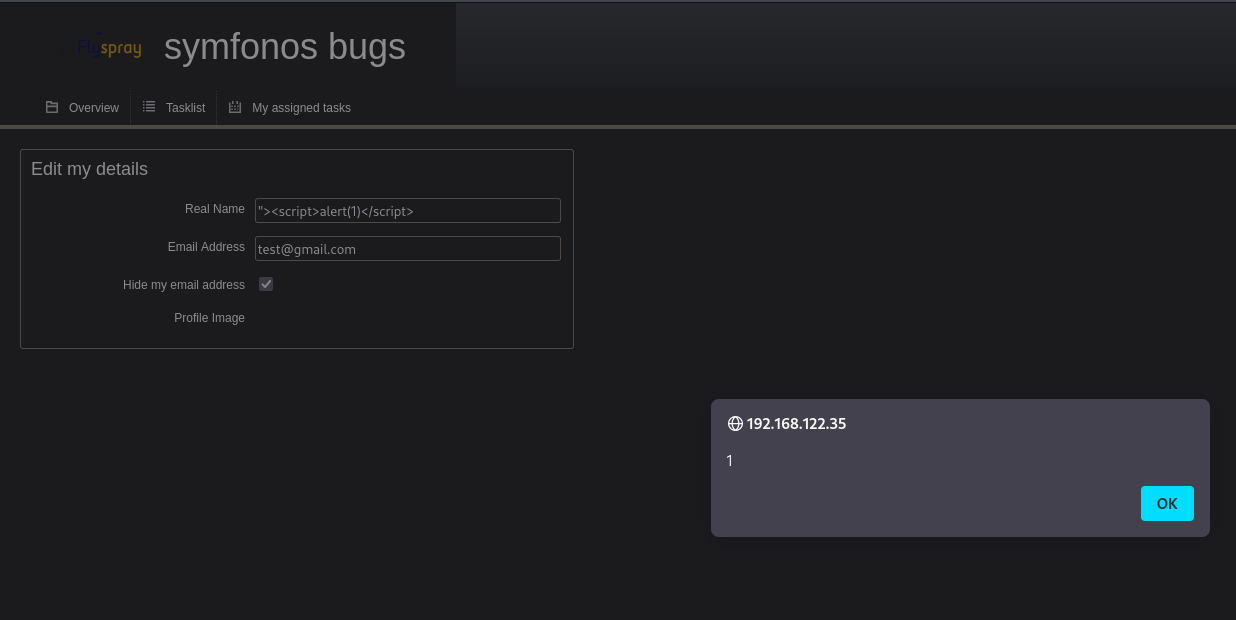 Flyspray symfonos bugs
Overview Tasklist My assigned tasks
Edit my details
Real Name "><script>alert(1)</script>
Email Address test@gmail.com
Hide my email address
Profile Image
192.168.122.35
1
OK